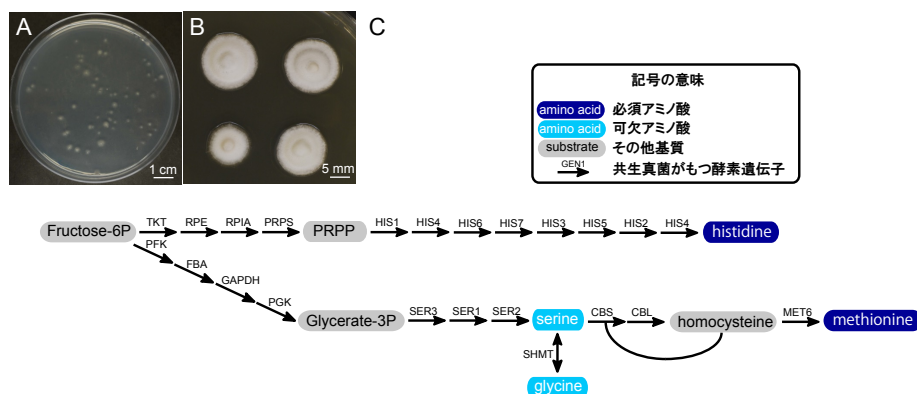 A
B
C
1 cm
5 mm
記号の意味
amino acid 必須アミノ酸
amino acid 可欠アミノ酸
substrate その他基質
GEN1 共生真菌がもつ酵素遺伝子
Fructose-6P TKT RPE RPIA PRPS PRPP HIS1 HIS4 HIS6 HIS7 HIS3 HIS5 HIS2 HIS4 histidine
PFK
FBA
GAPDH
PGK
Glycerate-3P SER3 SER1 SER2 serine CBS CBL homocysteine MET6 methionine
SHMT
glycine